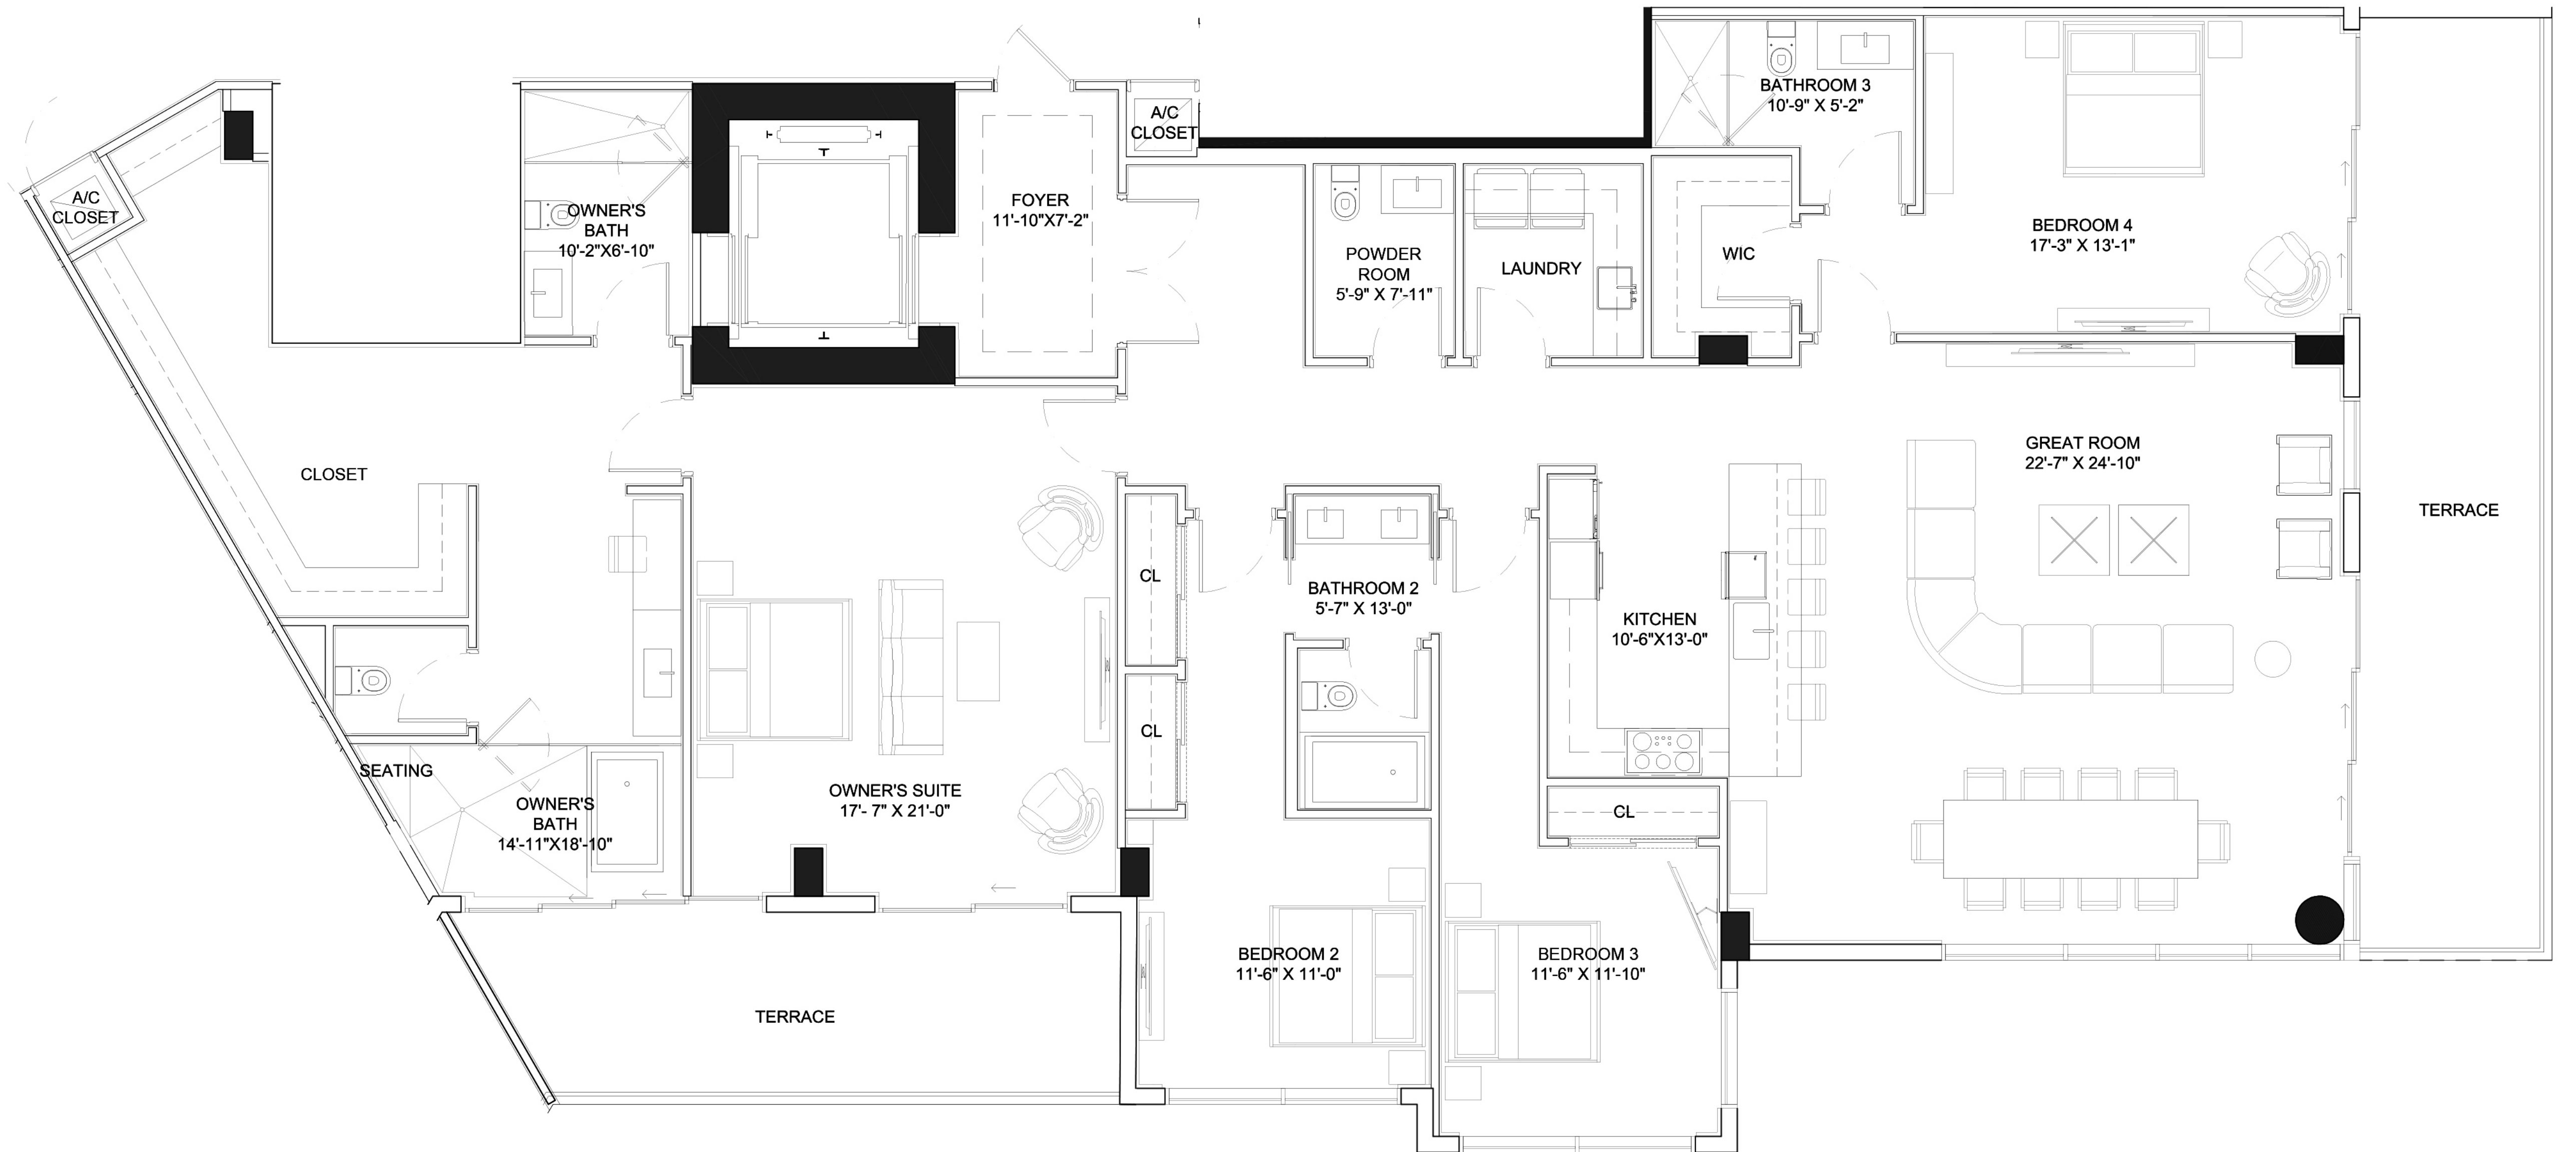 A/C
CLOSET
OWNER'S
BATH
10'-2"X6'-10"
FOYER
11'-10"X7'-2"
A/C
CLOSET
POWDER
ROOM
5'-9" X 7'-11"
LAUNDRY
WIC
BATHROOM 3
10'-9" X 5'-2"
BEDROOM 4
17'-3" X 13'-1"
CLOSET
GREAT ROOM
22'-7" X 24'-10"
TERRACE
CL
BATHROOM 2
5'-7" X 13'-0"
KITCHEN
10'-6"X13'-0"
CL
SEATING
OWNER'S
BATH
14'-11"X18'-10"
OWNER'S SUITE
17'- 7" X 21'-0"
CL
BEDROOM 2
11'-6" X 11'-0"
BEDROOM 3
11'-6" X 11'-10"
TERRACE